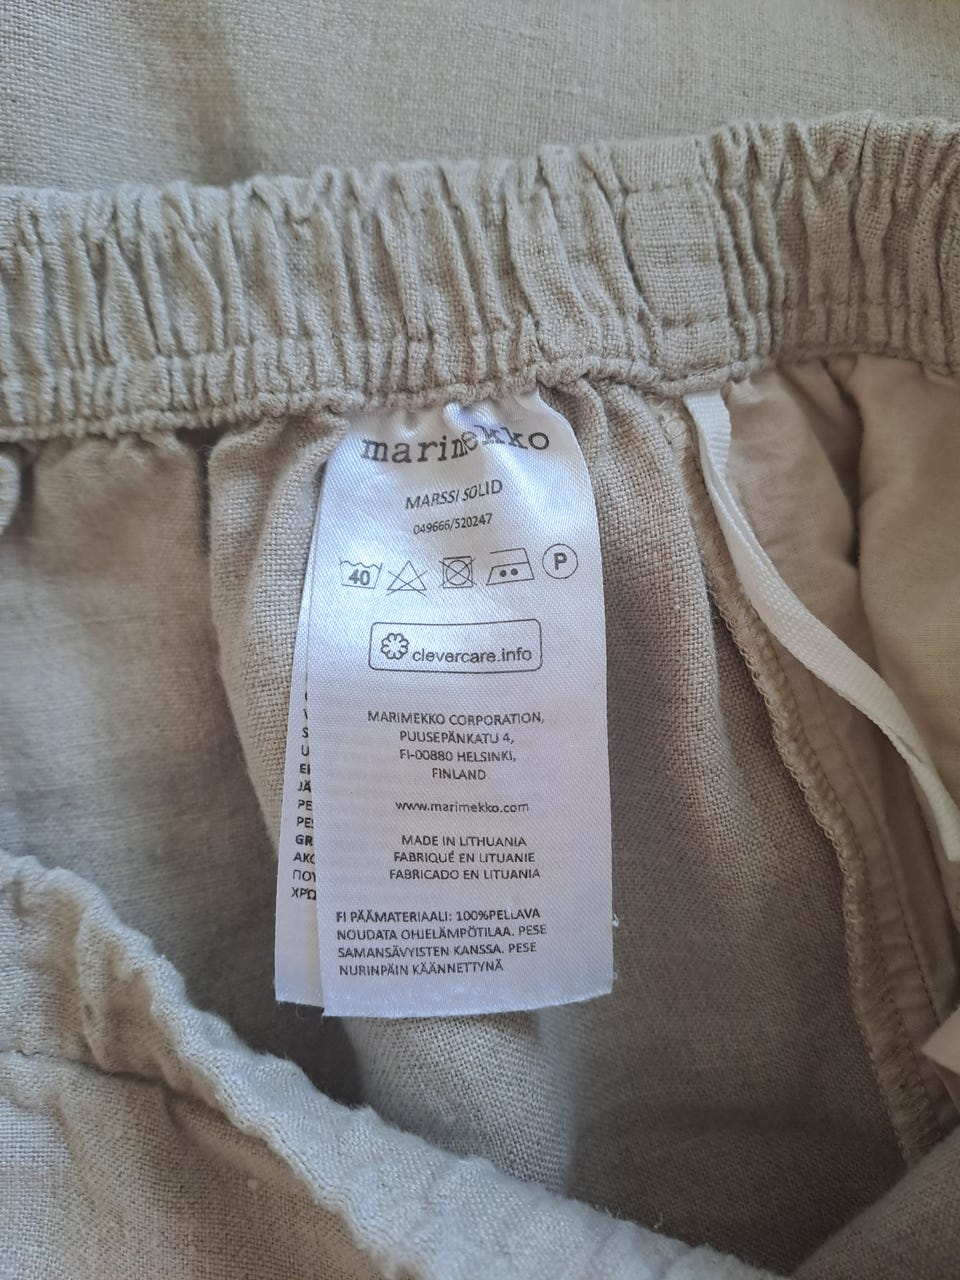 marimekko
MARSSI SOLID
049666/520247
40
P
clevercare.info
MARIMEKKO CORPORATION,
PUUSEPÄNKATU 4,
FI-00880 HELSINKI,
FINLAND
www.marimekko.com
MADE IN LITHUANIA
FABRIQUÉ EN LITUANIE
FABRICADO EN LITUANIA
FI PÄÄMATERIAALI: 100%PELLAVA
NOUDATA OHJELÄMPÖTILAA. PESE
SAMANSÄVYISTEN KANSSA. PESE
NURINPÄIN KÄÄNNETTYNÄ